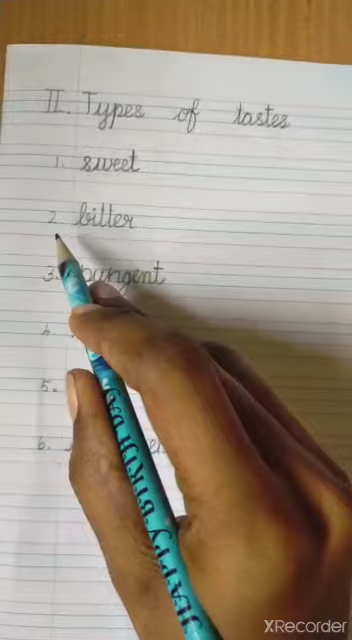 II. Types of tastes
1. sweet
2. bitter
3. pungent
4.
5.
6.
HAPPY BIRTHDAY
XRecorder